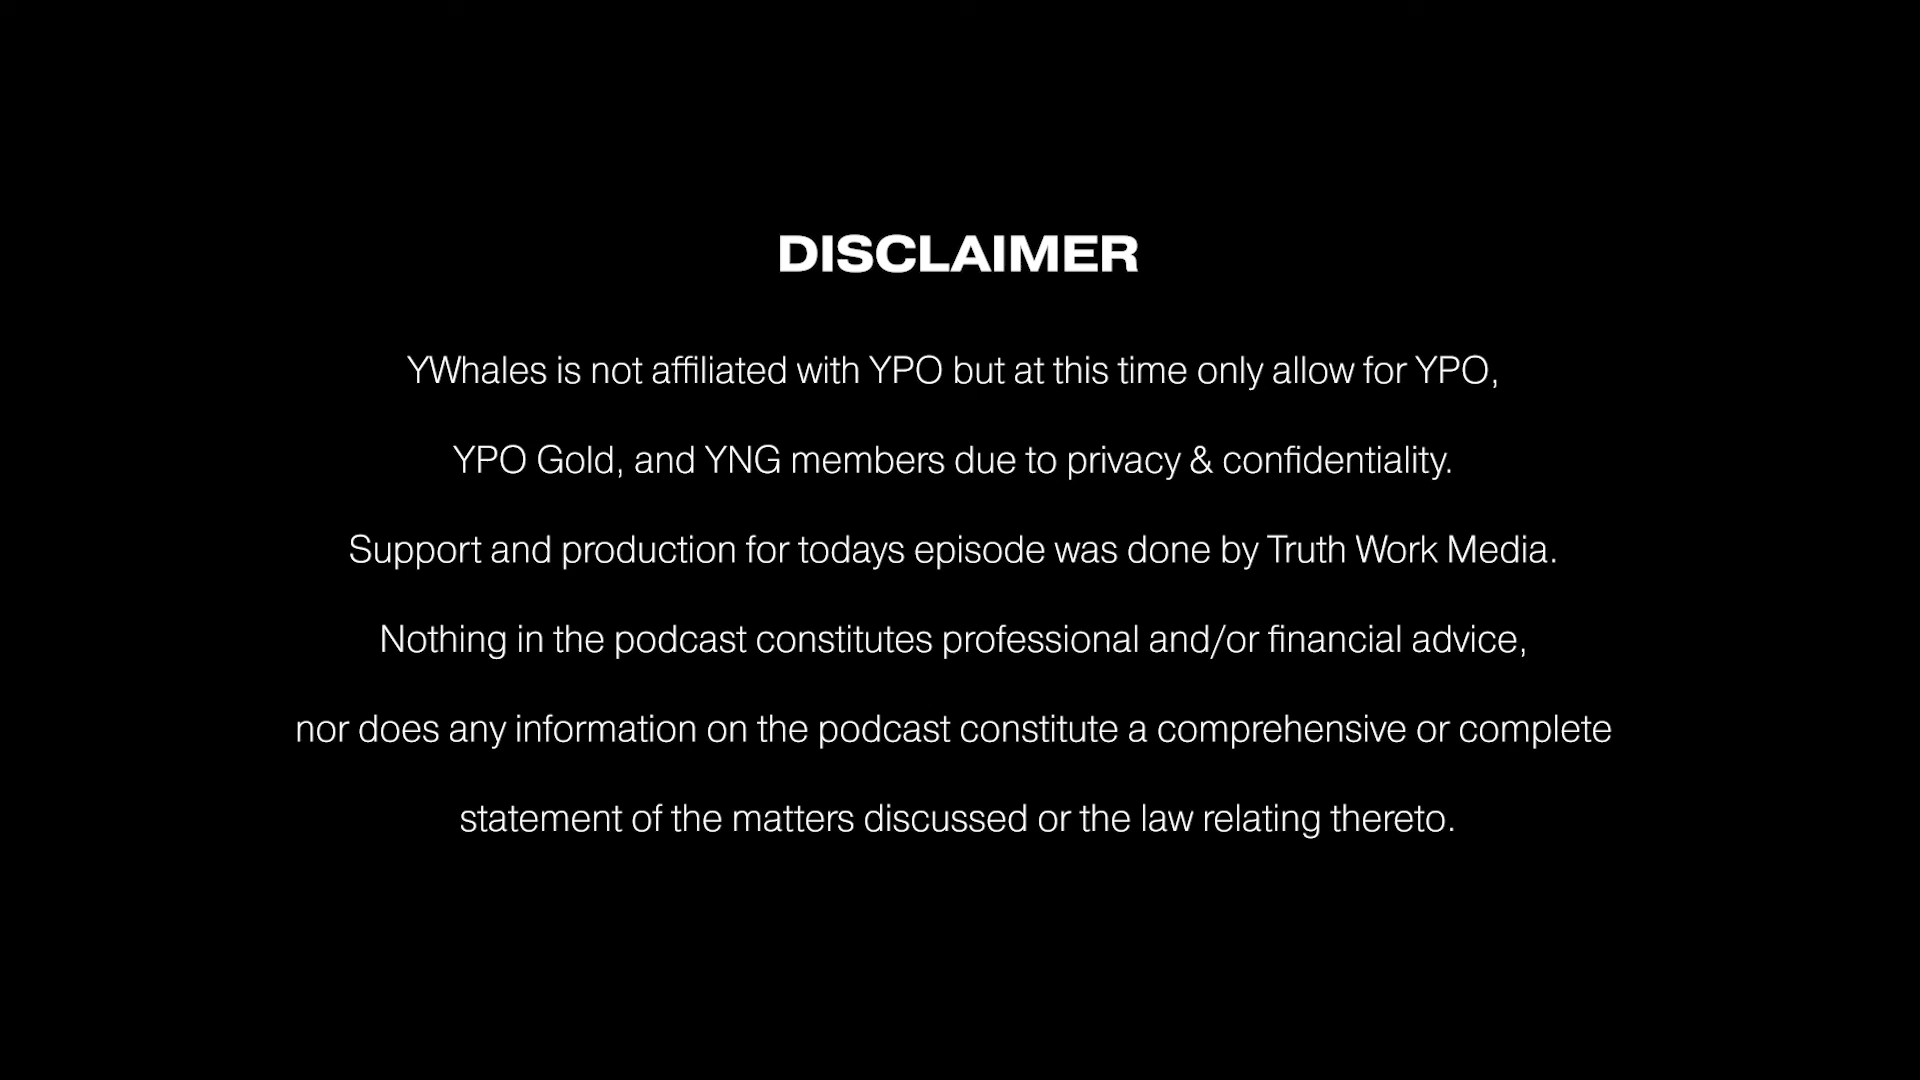 DISCLAIMER
YWhales is not affiliated with YPO but at this time only allow for YPO,
YPO Gold, and YNG members due to privacy & confidentiality.
Support and production for todays episode was done by Truth Work Media.
Nothing in the podcast constitutes professional and/or financial advice,
nor does any information on the podcast constitute a comprehensive or complete
statement of the matters discussed or the law relating thereto.